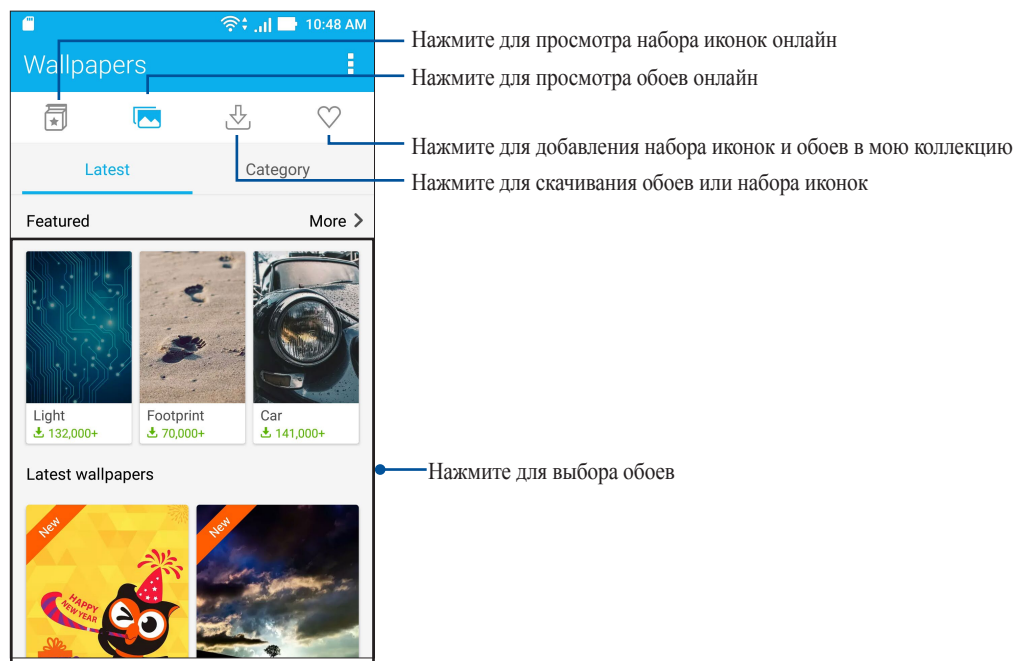 10:48 AM
Wallpapers
Нажмите для просмотра набора иконок онлайн
Нажмите для просмотра обоев онлайн
Нажмите для добавления набора иконок и обоев в мою коллекцию
Нажмите для скачивания обоев или набора иконок
Latest Category
Featured More
Light Footprint Car
132,000+ 70,000+ 141,000+
Нажмите для выбора обоев
Latest wallpapers
New New
HAPPY
NEW YEAR